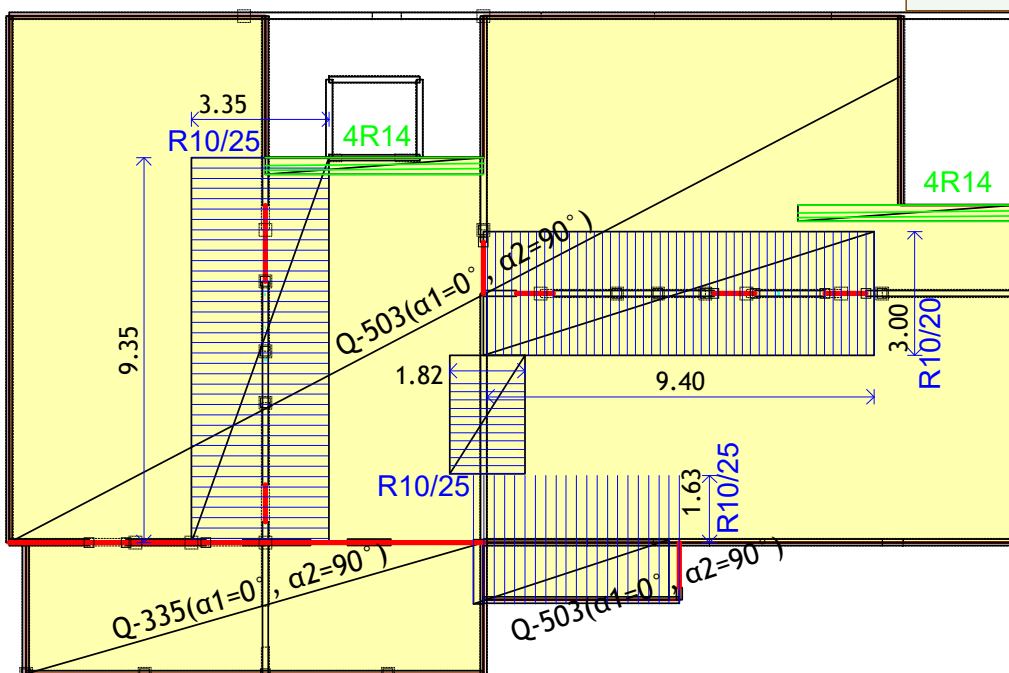 3.35
R10/25
4R14
4R14
Q-503(α1=0°, α2=90°)
9.35
3.00
R10/20
1.82
9.40
R10/25
1.63
R10/25
Q-335(α1=0°, α2=90°)
Q-503(α1=0°, α2=90°)